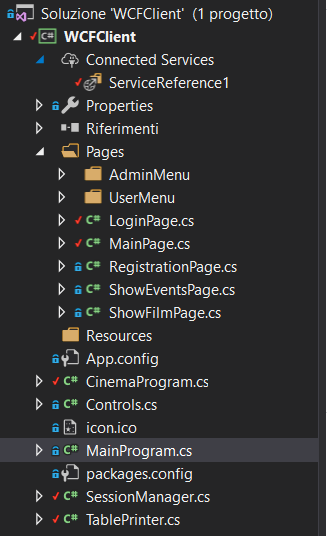 Soluzione 'WCFClient' (1 progetto)
WCFClient
Connected Services
ServiceReference1
Properties
Riferimenti
Pages
AdminMenu
UserMenu
C# LoginPage.cs
C# MainPage.cs
C# RegistrationPage.cs
C# ShowEventsPage.cs
C# ShowFilmPage.cs
Resources
App.config
C# CinemaProgram.cs
C# Controls.cs
icon.ico
C# MainProgram.cs
packages.config
C# SessionManager.cs
C# TablePrinter.cs